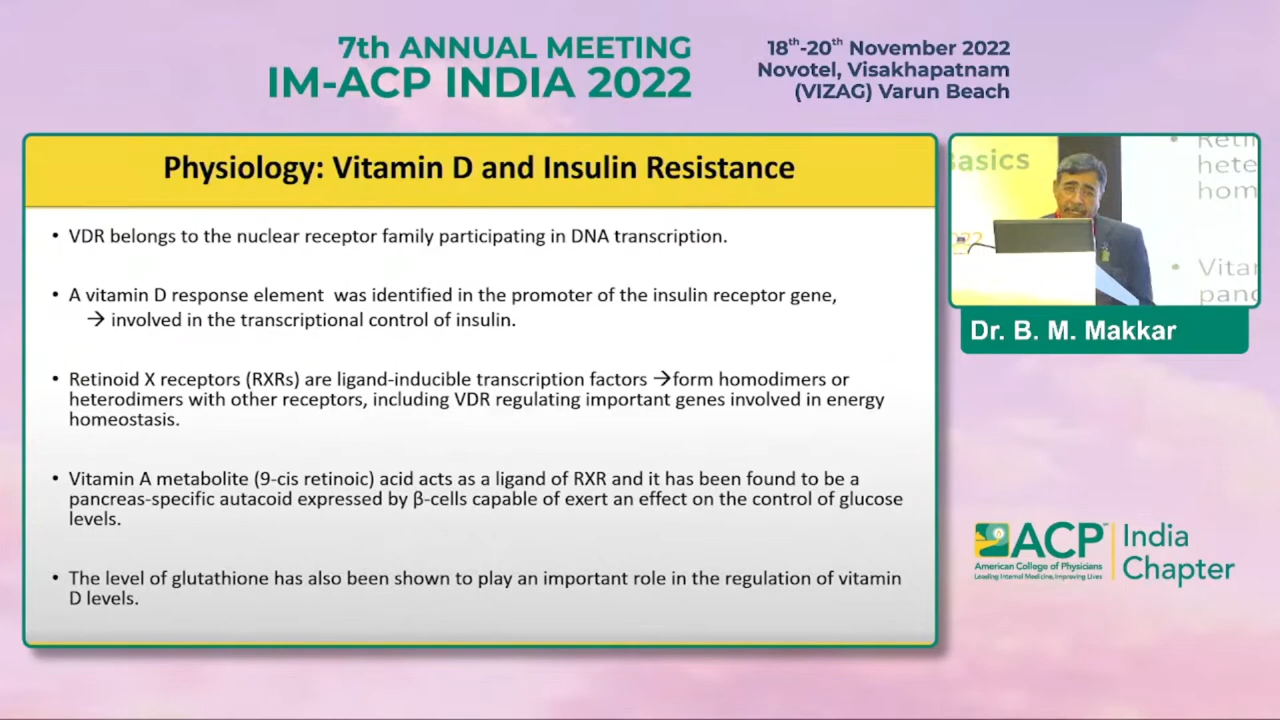 7th ANNUAL MEETING
IM-ACP INDIA 2022
18th-20th November 2022
Novotel, Visakhapatnam
(VIZAG) Varun Beach
Physiology: Vitamin D and Insulin Resistance
• VDR belongs to the nuclear receptor family participating in DNA transcription.
• A vitamin D response element was identified in the promoter of the insulin receptor gene,
→ involved in the transcriptional control of insulin.
• Retinoid X receptors (RXRs) are ligand-inducible transcription factors →form homodimers or
heterodimers with other receptors, including VDR regulating important genes involved in energy
homeostasis.
• Vitamin A metabolite (9-cis retinoic) acid acts as a ligand of RXR and it has been found to be a
pancreas-specific autacoid expressed by β-cells capable of exert an effect on the control of glucose
levels.
• The level of glutathione has also been shown to play an important role in the regulation of vitamin
D levels.
asics
hete
hom
• Vita
panc
Dr. B. M. Makkar
ACP
American College of Physicians
Leading Internal Medicine, Improving Lives
India
Chapter